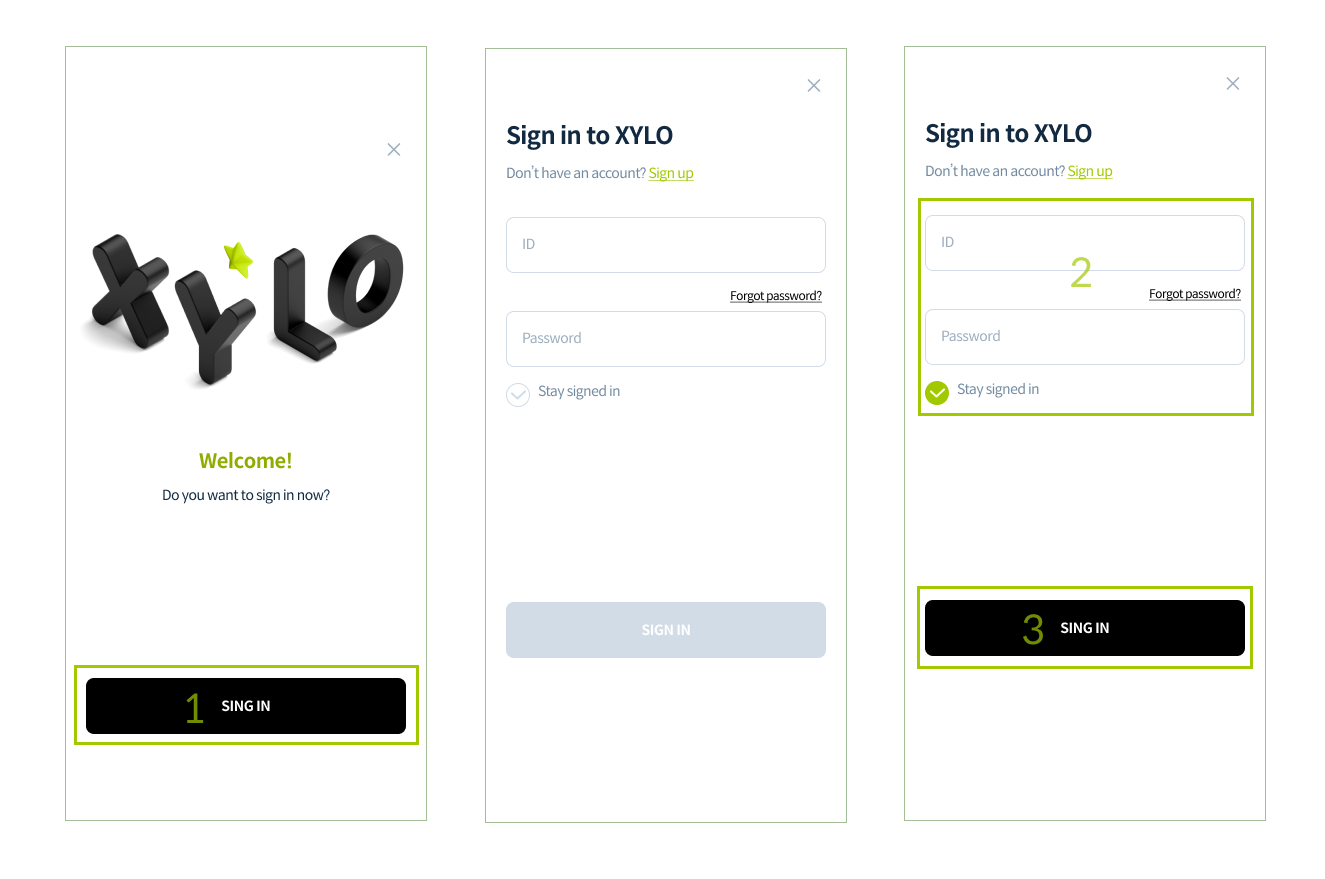 XYLO
Welcome!
Do you want to sign in now?
1 SING IN
Sign in to XYLO
Don't have an account? Sign up
ID
Forgot password?
Password
Stay signed in
SIGN IN
Sign in to XYLO
Don't have an account? Sign up
ID
2
Forgot password?
Password
Stay signed in
3 SING IN